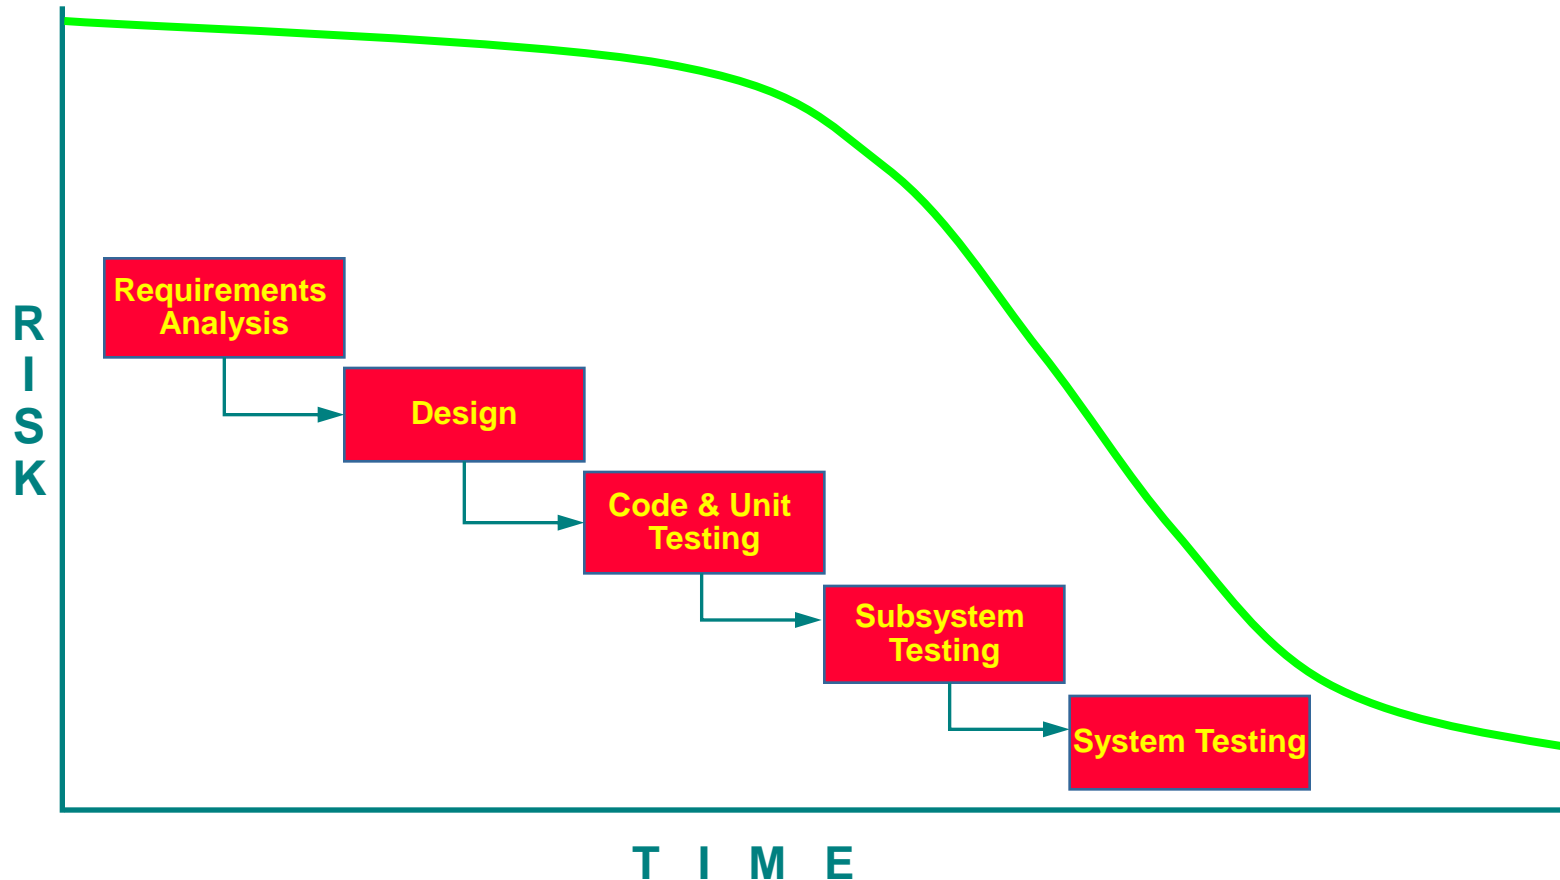 Requirements
Analysis
Design
Code & Unit
Testing
Subsystem
Testing
System Testing
R
I
S
K
T I M E